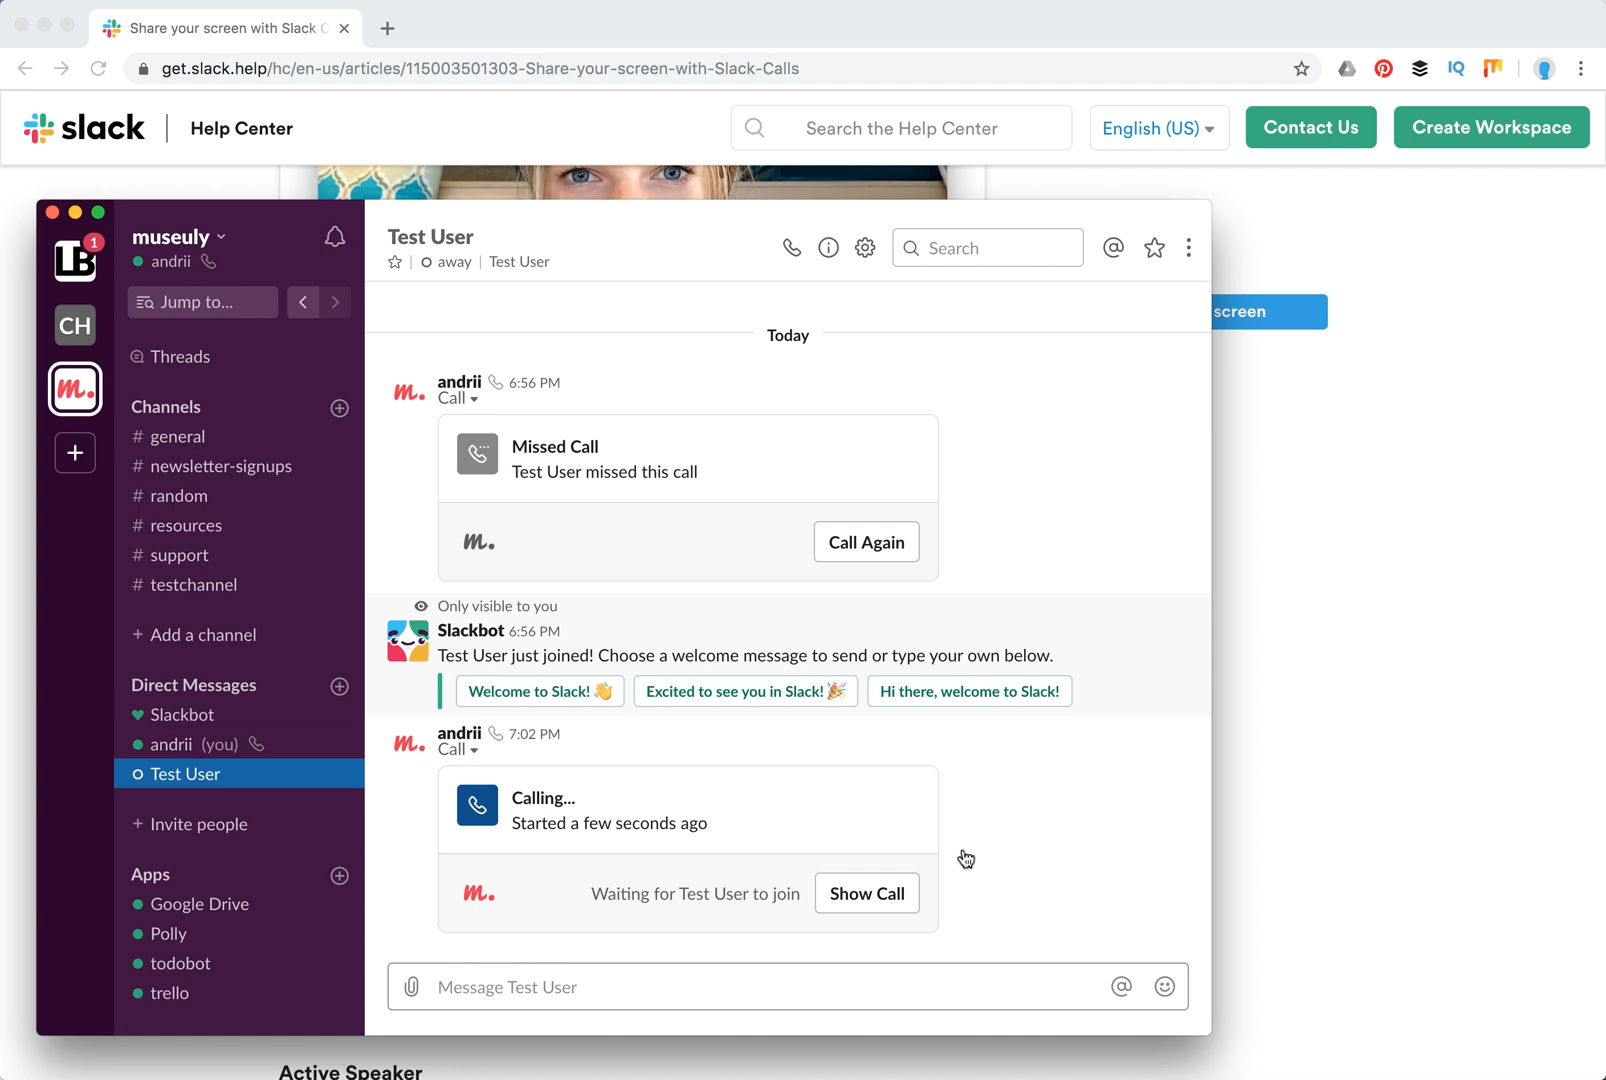 Share your screen with Slack C
get.slack.help/hc/en-us/articles/115003501303-Share-your-screen-with-Slack-Calls
IQ
slack
Help Center
Search the Help Center
English (US)
Contact Us
Create Workspace
screen
1
LB
CH
m.
museuly
andrii
Jump to...
Threads
Channels
# general
# newsletter-signups
# random
# resources
# support
# testchannel
+ Add a channel
Direct Messages
Slackbot
andrii (you)
Test User
+ Invite people
Apps
Google Drive
Polly
todobot
trello
Test User
away | Test User
Search
Today
m.
andrii 6:56 PM
Call
Missed Call
Test User missed this call
m.
Call Again
Only visible to you
Slackbot 6:56 PM
Test User just joined! Choose a welcome message to send or type your own below.
Welcome to Slack! 👋
Excited to see you in Slack! 🎉
Hi there, welcome to Slack!
m.
andrii 7:02 PM
Call
Calling...
Started a few seconds ago
m.
Waiting for Test User to join
Show Call
Message Test User
Active Speaker